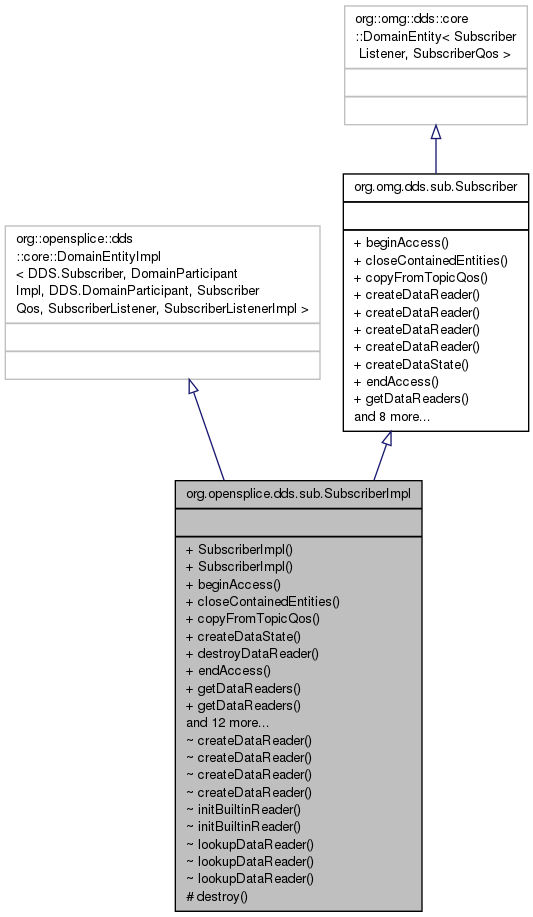 org::omg::dds::core
::DomainEntity< Subscriber
Listener, SubscriberQos >
org.omg.dds.sub.Subscriber
+ beginAccess()
+ closeContainedEntities()
+ copyFromTopicQos()
+ createDataReader()
+ createDataReader()
+ createDataReader()
+ createDataReader()
+ createDataState()
+ endAccess()
+ getDataReaders()
and 8 more...
org::opensplice::dds
::core::DomainEntityImpl
< DDS.Subscriber, DomainParticipant
Impl, DDS.DomainParticipant, Subscriber
Qos, SubscriberListener, SubscriberListenerImpl >
org.opensplice.dds.sub.SubscriberImpl
+ SubscriberImpl()
+ SubscriberImpl()
+ beginAccess()
+ closeContainedEntities()
+ copyFromTopicQos()
+ createDataState()
+ destroyDataReader()
+ endAccess()
+ getDataReaders()
+ getDataReaders()
and 12 more...
~ createDataReader()
~ createDataReader()
~ createDataReader()
~ createDataReader()
~ initBuiltinReader()
~ initBuiltinReader()
~ lookupDataReader()
~ lookupDataReader()
~ lookupDataReader()
# destroy()